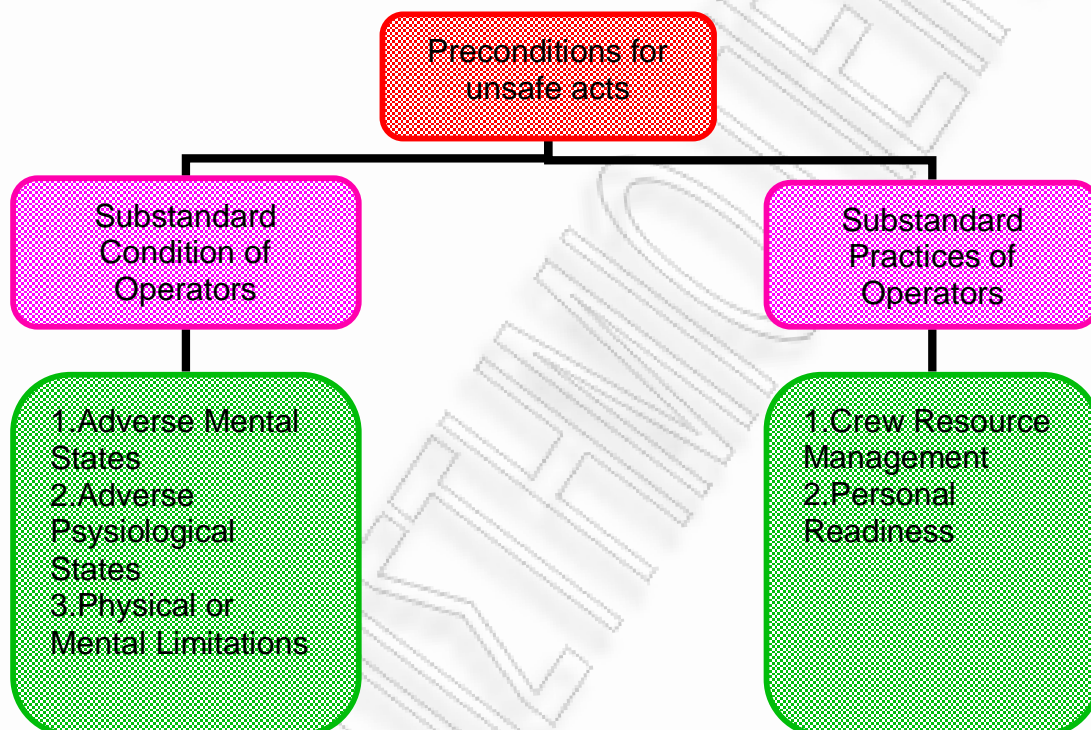 Preconditions for
unsafe acts
Substandard
Condition of
Operators
Substandard
Practices of
Operators
1.Adverse Mental
States
2.Adverse
Psysiological
States
3.Physical or
Mental Limitations
1.Crew Resource
Management
2.Personal
Readiness